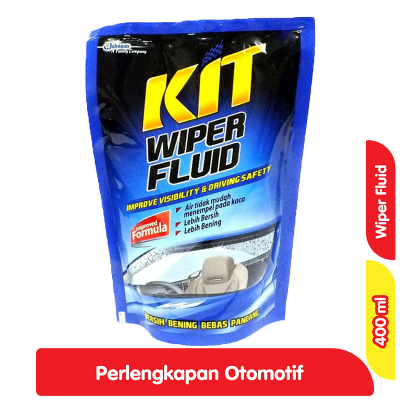 Johnson
A Family Company
KIT
WIPER
FLUID
IMPROVE VISIBILITY & DRIVING SAFETY
Improved
Formula
• Air tidak mudah
menempel pada kaca
• Lebih Bersih
• Lebih Bening
BERSIH BENING BEBAS PANDANG
Wiper Fluid
400 ml
Perlengkapan Otomotif